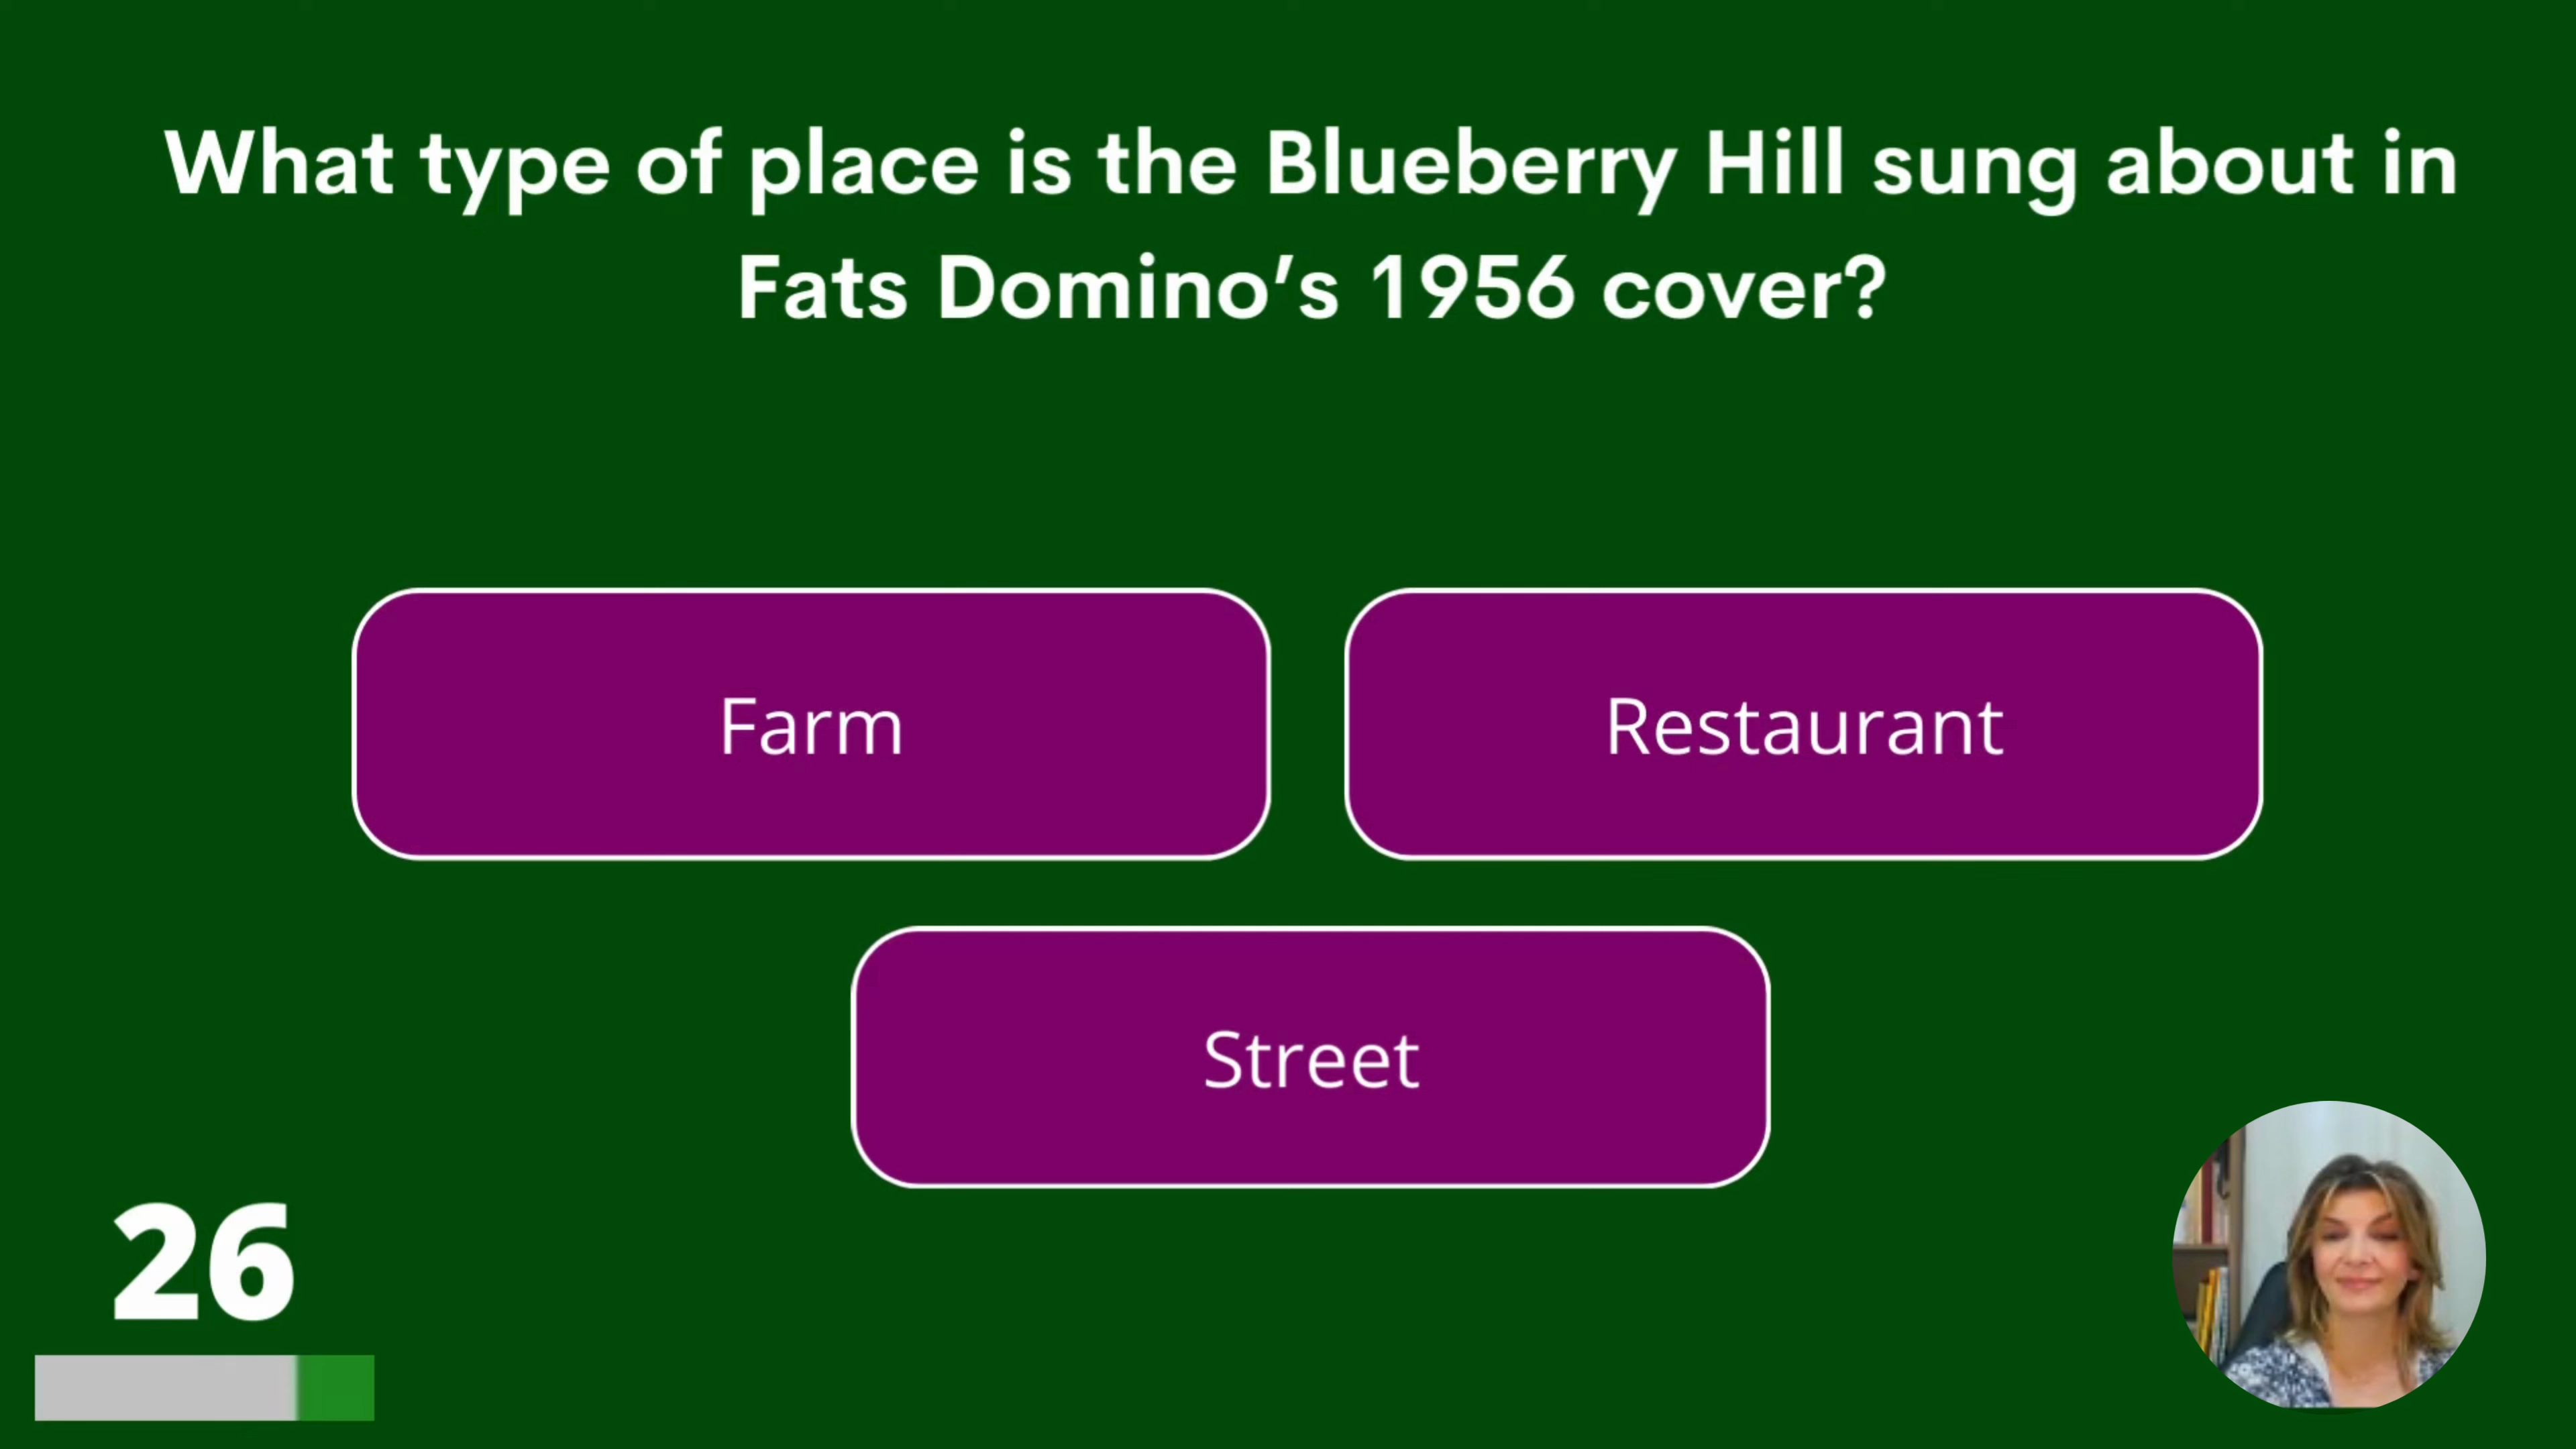 What type of place is the Blueberry Hill sung about in
Fats Domino’s 1956 cover?
Farm
Restaurant
Street
26